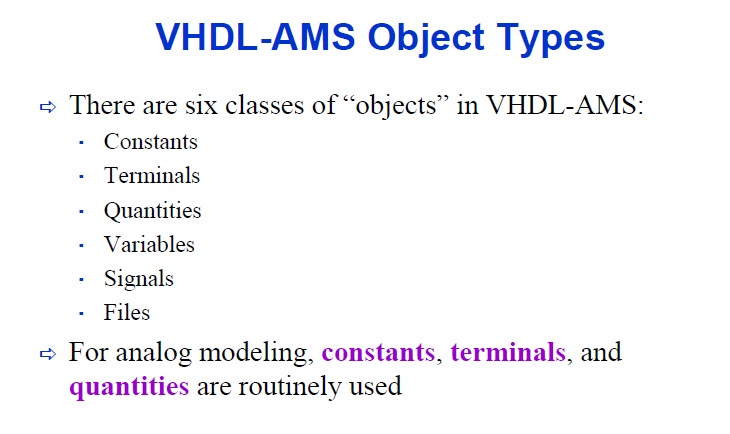 VHDL-AMS Object Types
⇨ There are six classes of “objects” in VHDL-AMS:
▪ Constants
▪ Terminals
▪ Quantities
▪ Variables
▪ Signals
▪ Files
⇨ For analog modeling, constants, terminals, and
quantities are routinely used